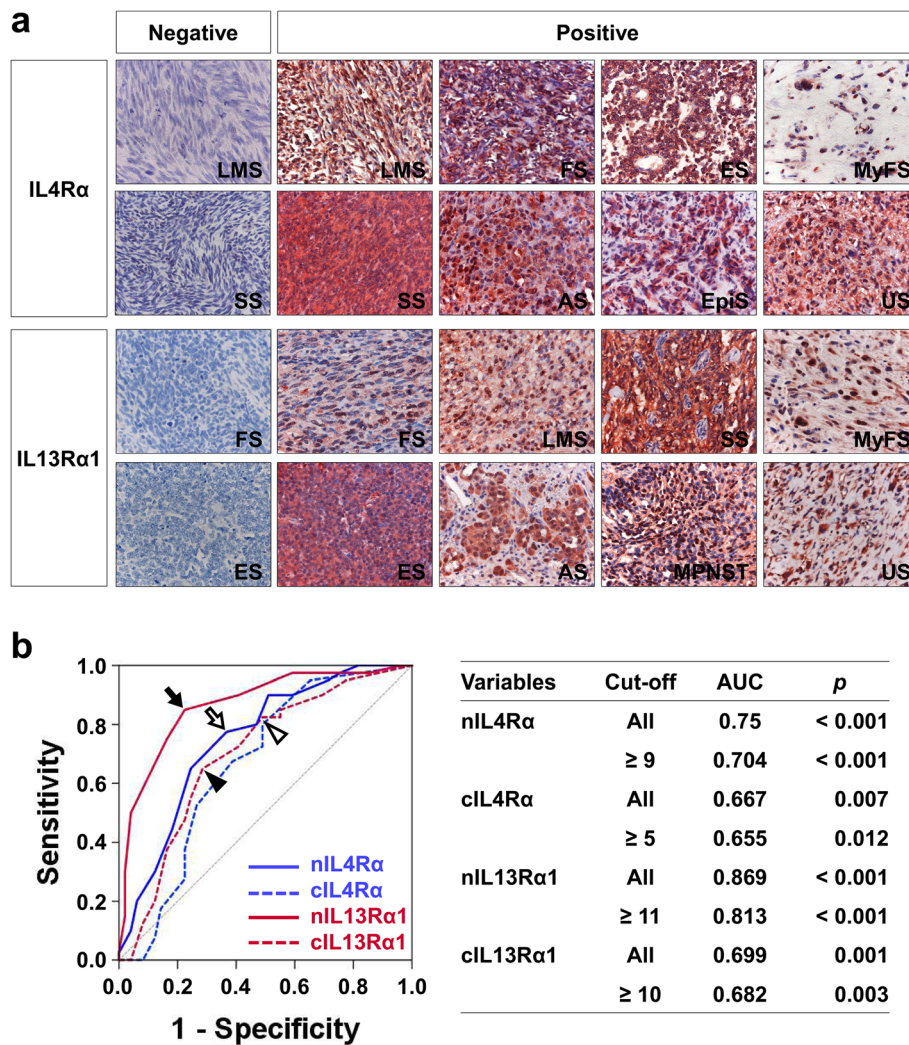 a
Negative Positive
IL4Rα
LMS LMS FS ES MyFS
SS SS AS EpiS US
IL13Rα1
FS FS LMS SS MyFS
ES ES AS MPNST US
b
1.0
0.8
0.6
0.4
0.2
0.0
0.0 0.2 0.4 0.6 0.8 1.0
Sensitivity
1 - Specificity
nIL4Rα
cIL4Rα
nIL13Rα1
cIL13Rα1
Variables Cut-off AUC p
nIL4Rα All 0.75 < 0.001
≥ 9 0.704 < 0.001
cIL4Rα All 0.667 0.007
≥ 5 0.655 0.012
nIL13Rα1 All 0.869 < 0.001
≥ 11 0.813 < 0.001
cIL13Rα1 All 0.699 0.001
≥ 10 0.682 0.003